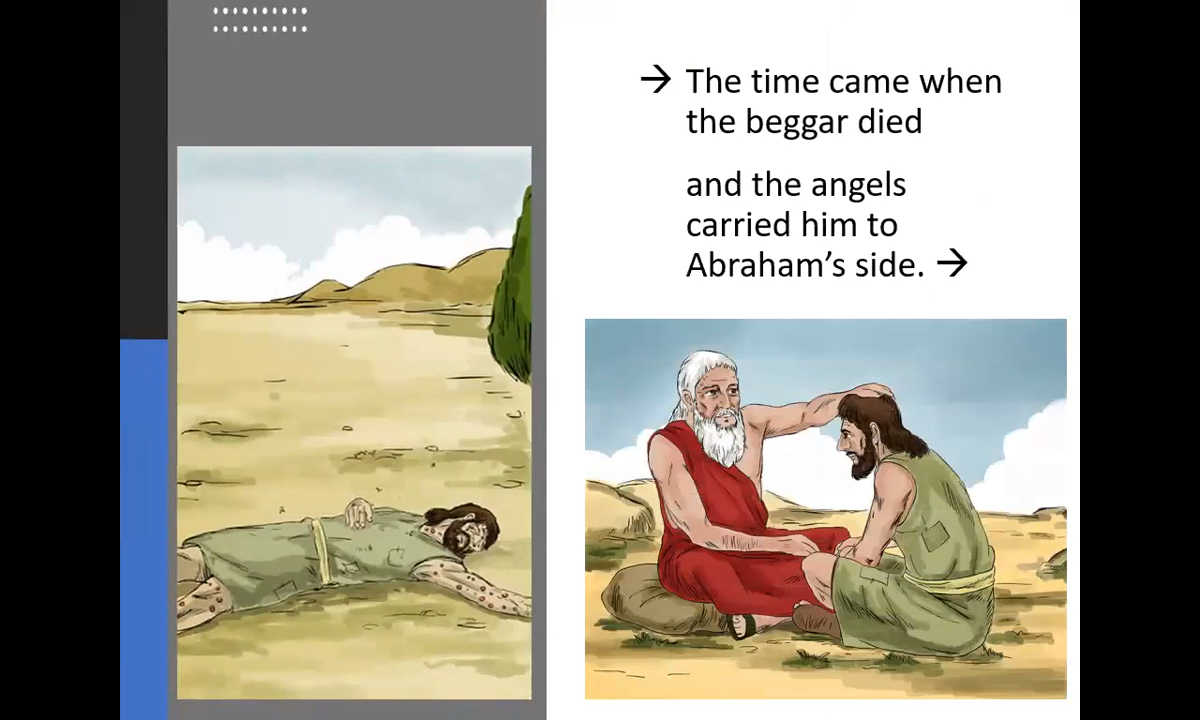 → The time came when
the beggar died
and the angels
carried him to
Abraham’s side. →